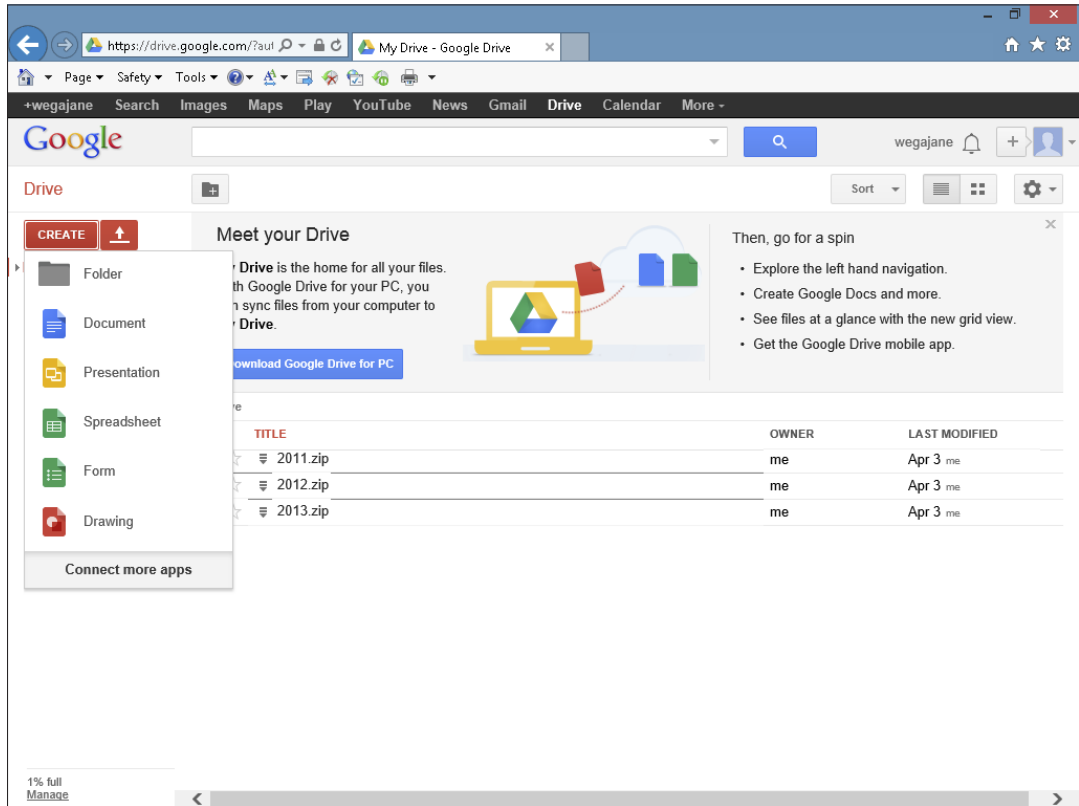 https://drive.google.com/?aut
My Drive - Google Drive
Page Safety Tools
+wegajane Search Images Maps Play YouTube News Gmail Drive Calendar More
Google
wegajane
Drive
Sort
CREATE
Folder
Document
Presentation
Spreadsheet
Form
Drawing
Connect more apps
Meet your Drive
Drive is the home for all your files.
Google Drive for your PC, you
sync files from your computer to
Drive.
Download Google Drive for PC
Then, go for a spin
• Explore the left hand navigation.
• Create Google Docs and more.
• See files at a glance with the new grid view.
• Get the Google Drive mobile app.
TITLE OWNER LAST MODIFIED
2011.zip me Apr 3 me
2012.zip me Apr 3 me
2013.zip me Apr 3 me
1% full
Manage